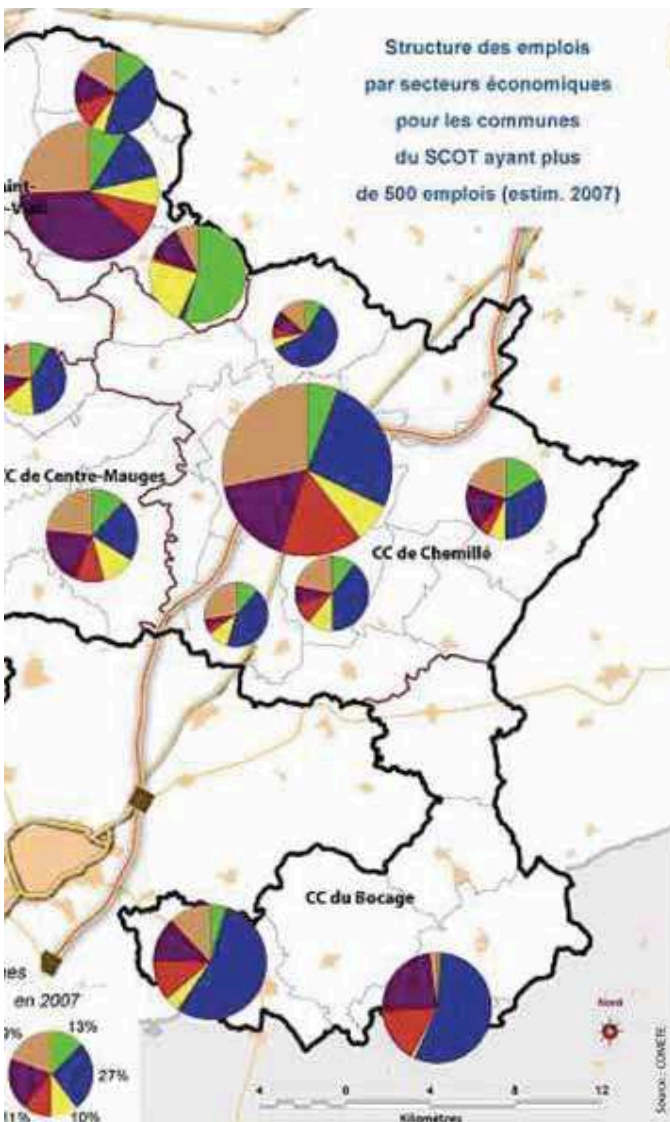 Structure des emplois
par secteurs économiques
pour les communes
du SCOT ayant plus
de 500 emplois (estim. 2007)
CC de Centre-Mauges
CC de Chemillé
CC du Bocage
en 2007
13%
27%
10%
11%
Nord
4 0 4 8 12
Kilomètres
Source : COMETE